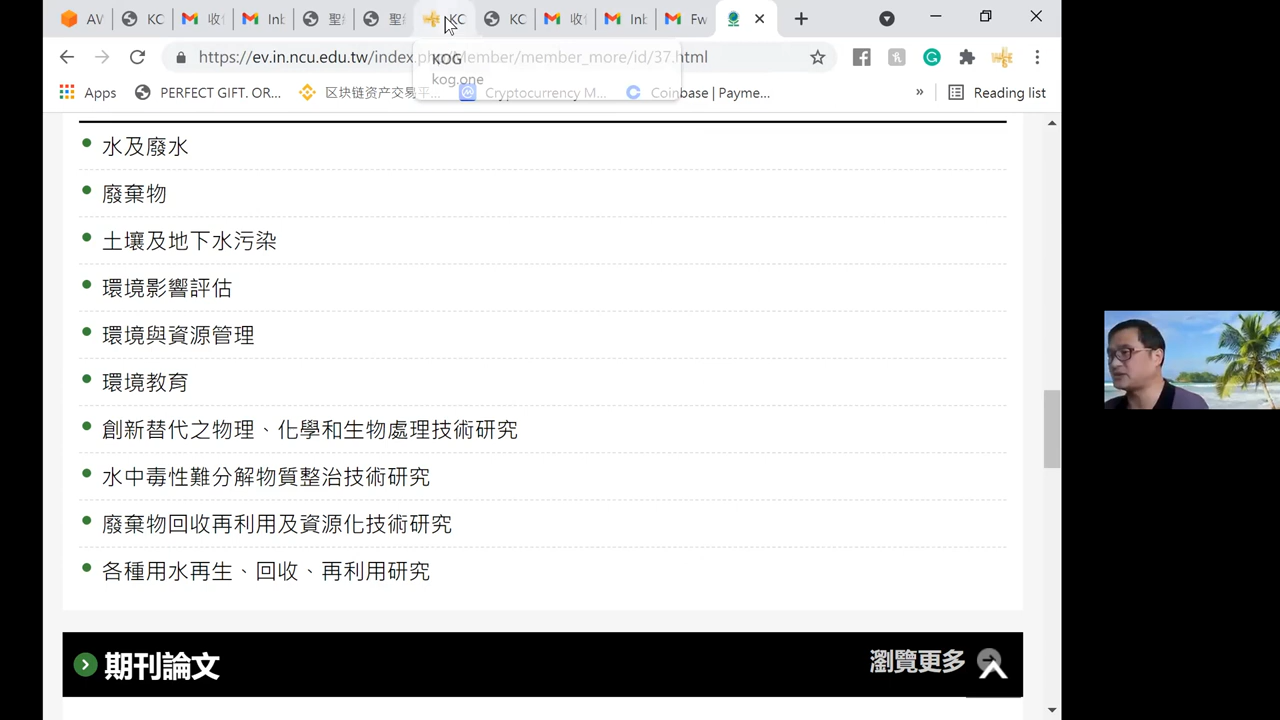 AV
KC
收
Inb
聖
聖
KC
KC
收
Inb
Fw
https://ev.in.ncu.edu.tw/index.php/Member/member_more/id/37.html
KOG
kog.one
Apps
PERFECT GIFT. OR...
区块链资产交易平...
Cryptocurrency M...
Coinbase | Payme...
»
Reading list
水及廢水
廢棄物
土壤及地下水污染
環境影響評估
環境與資源管理
環境教育
創新替代之物理、化學和生物處理技術研究
水中毒性難分解物質整治技術研究
廢棄物回收再利用及資源化技術研究
各種用水再生、回收、再利用研究
期刊論文
瀏覽更多